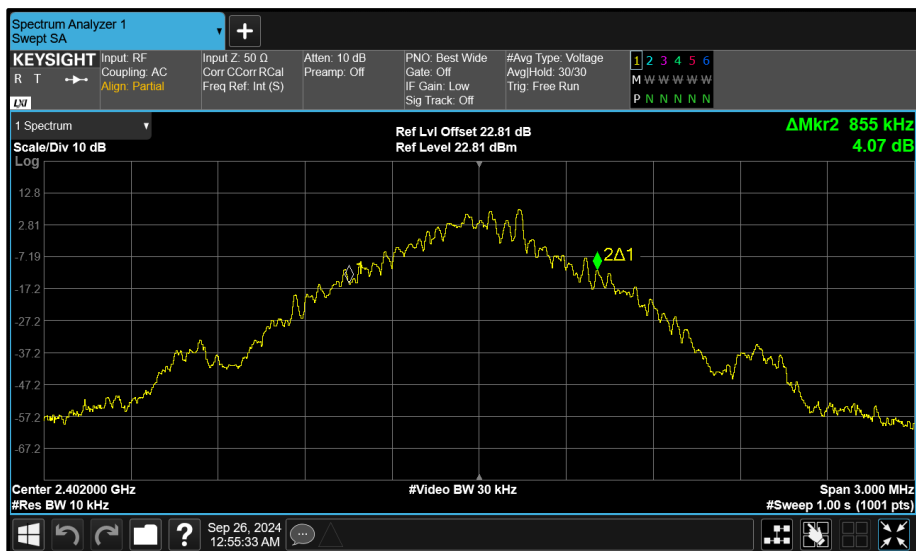 Spectrum Analyzer 1
Swept SA
+
KEYSIGHT
R T
LXI
Input: RF
Coupling: AC
Align: Partial
Input Z: 50 Ω
Corr CCorr RCal
Freq Ref: Int (S)
Atten: 10 dB
Preamp: Off
PNO: Best Wide
Gate: Off
IF Gain: Low
Sig Track: Off
#Avg Type: Voltage
Avg|Hold: 30/30
Trig: Free Run
1 2 3 4 5 6
M W W W W W
P N N N N N
1 Spectrum
Scale/Div 10 dB
Log
Ref Lvl Offset 22.81 dB
Ref Level 22.81 dBm
ΔMkr2 855 kHz
4.07 dB
12.8
2.81
-7.19
-17.2
-27.2
-37.2
-47.2
-57.2
-67.2
1
2Δ1
Center 2.402000 GHz
#Res BW 10 kHz
#Video BW 30 kHz
Span 3.000 MHz
#Sweep 1.00 s (1001 pts)
?
Sep 26, 2024
12:55:33 AM